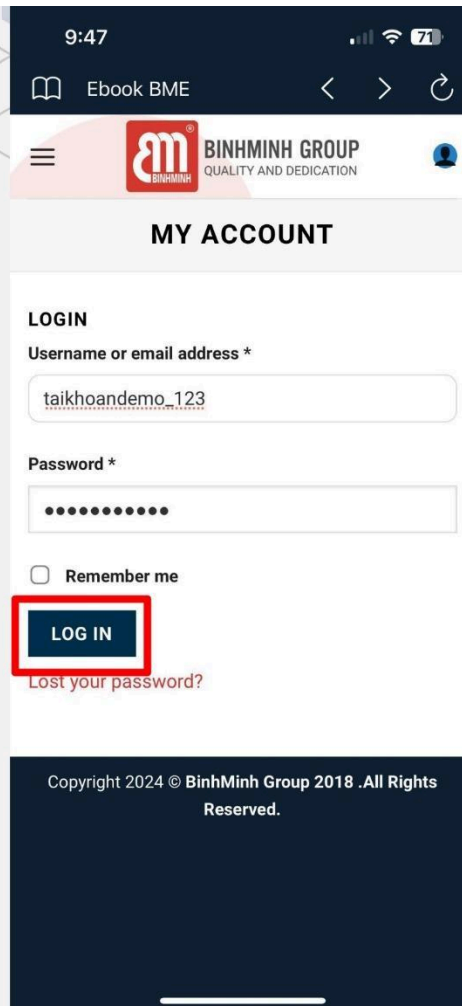 9:47
71
Ebook BME
BINHMINH
®
BINHMINH GROUP
QUALITY AND DEDICATION
MY ACCOUNT
LOGIN
Username or email address *
taikhoandemo_123
Password *
•••••••••••
Remember me
LOG IN
Lost your password?
Copyright 2024 © BinhMinh Group 2018 .All Rights
Reserved.